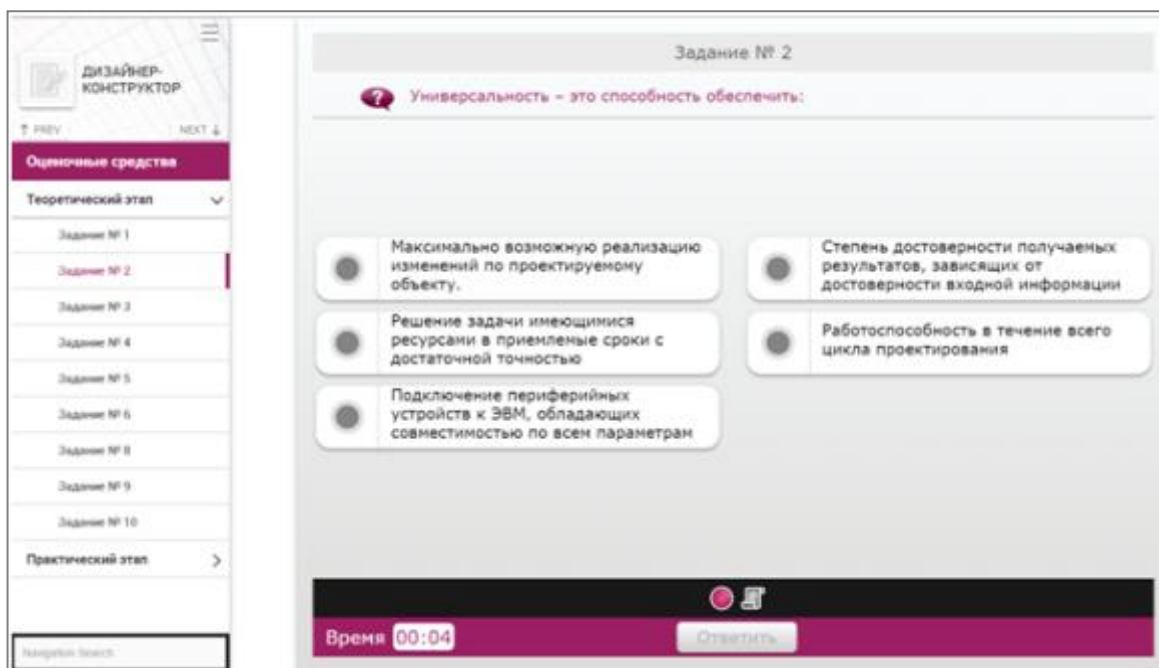 ДИЗАЙНЕР-
КОНСТРУКТОР
↑ PREV
NEXT ↓
Оценочные средства
Теоретический этап
Задание № 1
Задание № 2
Задание № 3
Задание № 4
Задание № 5
Задание № 6
Задание № 8
Задание № 9
Задание № 10
Практический этап
Navigation Search
Задание № 2
? Универсальность – это способность обеспечить:
Максимально возможную реализацию
изменений по проектируемому
объекту.
Степень достоверности получаемых
результатов, зависящих от
достоверности входной информации
Решение задачи имеющимися
ресурсами в приемлемые сроки с
достаточной точностью
Работоспособность в течение всего
цикла проектирования
Подключение периферийных
устройств к ЭВМ, обладающих
совместимостью по всем параметрам
Время 00:04
Ответить